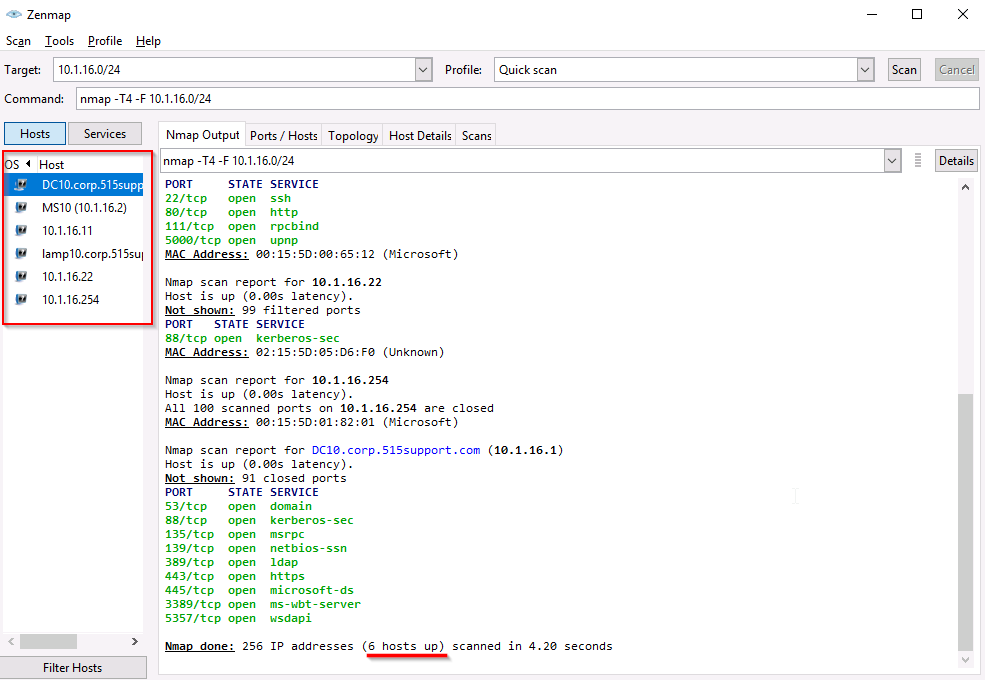 Zenmap
Scan Tools Profile Help
Target: 10.1.16.0/24 Profile: Quick scan Scan Cancel
Command: nmap -T4 -F 10.1.16.0/24
Hosts Services Nmap Output Ports / Hosts Topology Host Details Scans
OS Host
DC10.corp.515supp
MS10 (10.1.16.2)
10.1.16.11
lamp10.corp.515su
10.1.16.22
10.1.16.254
Filter Hosts
nmap -T4 -F 10.1.16.0/24 Details
PORT STATE SERVICE
22/tcp open ssh
80/tcp open http
111/tcp open rpcbind
5000/tcp open upnp
MAC Address: 00:15:5D:00:65:12 (Microsoft)
Nmap scan report for 10.1.16.22
Host is up (0.00s latency).
Not shown: 99 filtered ports
PORT STATE SERVICE
88/tcp open kerberos-sec
MAC Address: 02:15:5D:05:D6:F0 (Unknown)
Nmap scan report for 10.1.16.254
Host is up (0.00s latency).
All 100 scanned ports on 10.1.16.254 are closed
MAC Address: 00:15:5D:01:82:01 (Microsoft)
Nmap scan report for DC10.corp.515support.com (10.1.16.1)
Host is up (0.00s latency).
Not shown: 91 closed ports
PORT STATE SERVICE
53/tcp open domain
88/tcp open kerberos-sec
135/tcp open msrpc
139/tcp open netbios-ssn
389/tcp open ldap
443/tcp open https
445/tcp open microsoft-ds
3389/tcp open ms-wbt-server
5357/tcp open wsdapi
Nmap done: 256 IP addresses (6 hosts up) scanned in 4.20 seconds